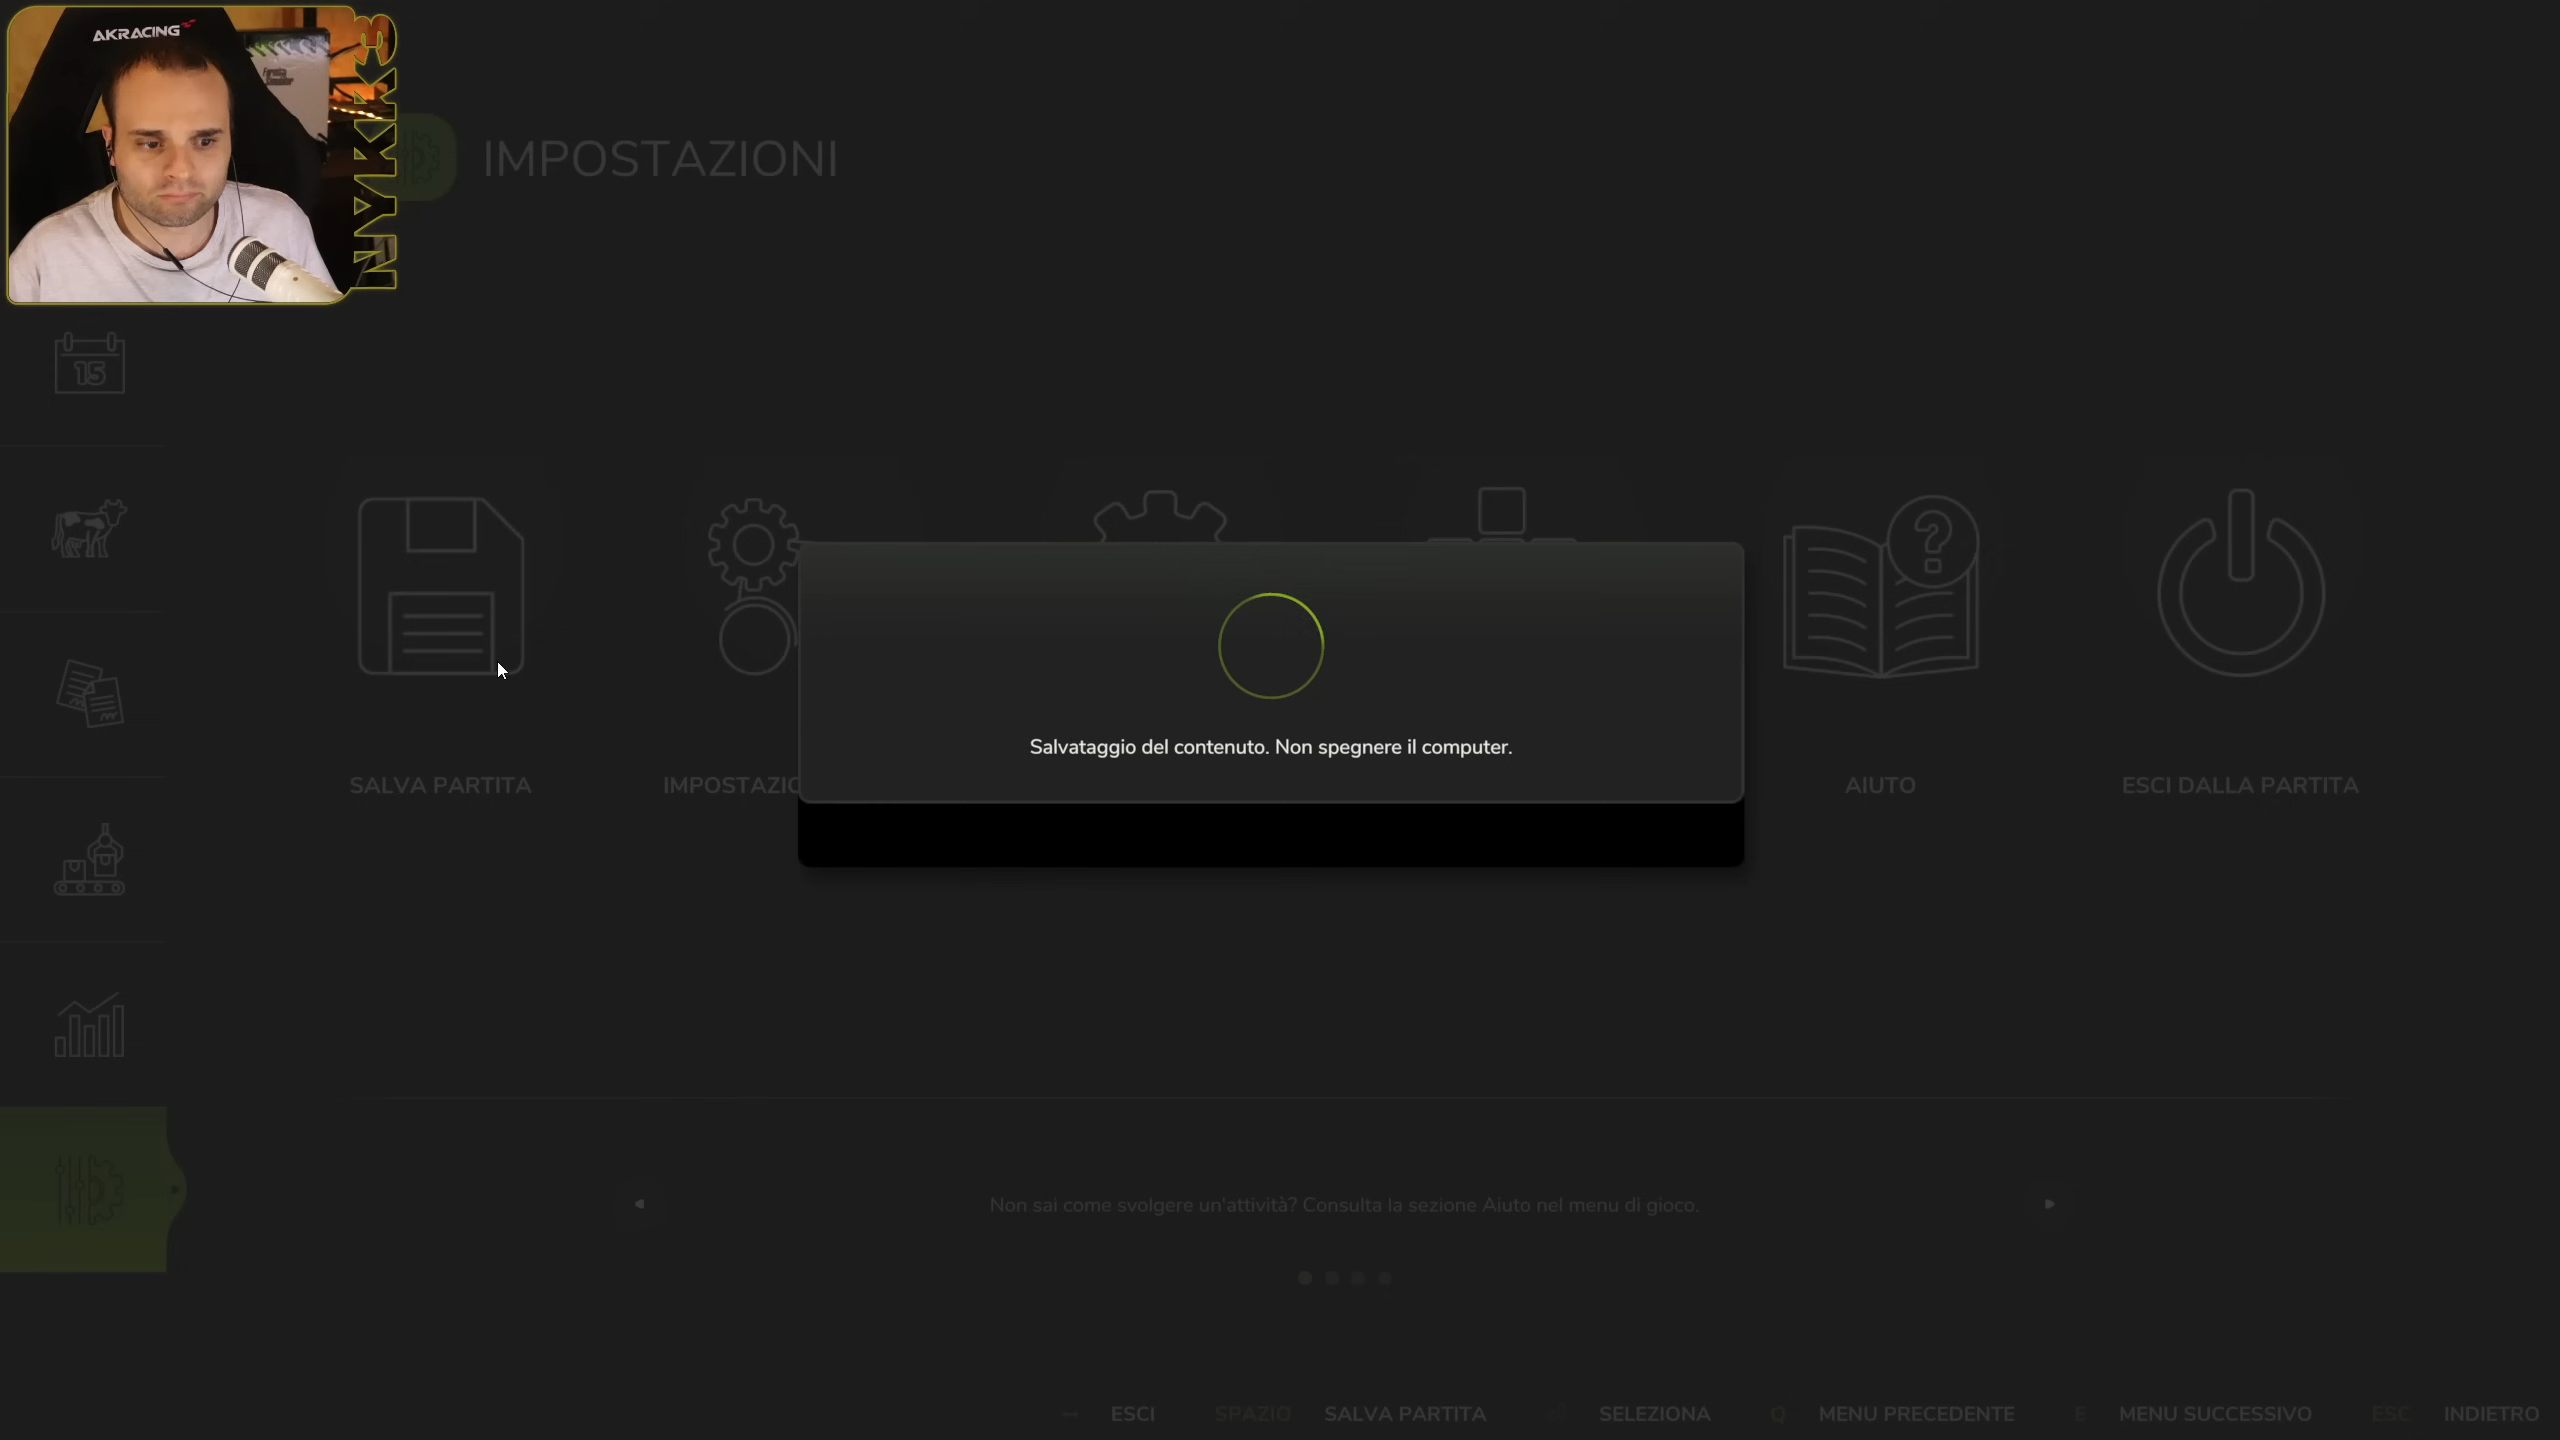 AKRACING
NYKK3
IMPOSTAZIONI
15
SALVA PARTITA
IMPOSTAZIO
AIUTO
ESCI DALLA PARTITA
Salvataggio del contenuto. Non spegnere il computer.
Non sai come svolgere un'attività? Consulta la sezione Aiuto nel menu di gioco.
ESCI SPAZIO SALVA PARTITA SELEZIONA Q MENU PRECEDENTE E MENU SUCCESSIVO ESC INDIETRO